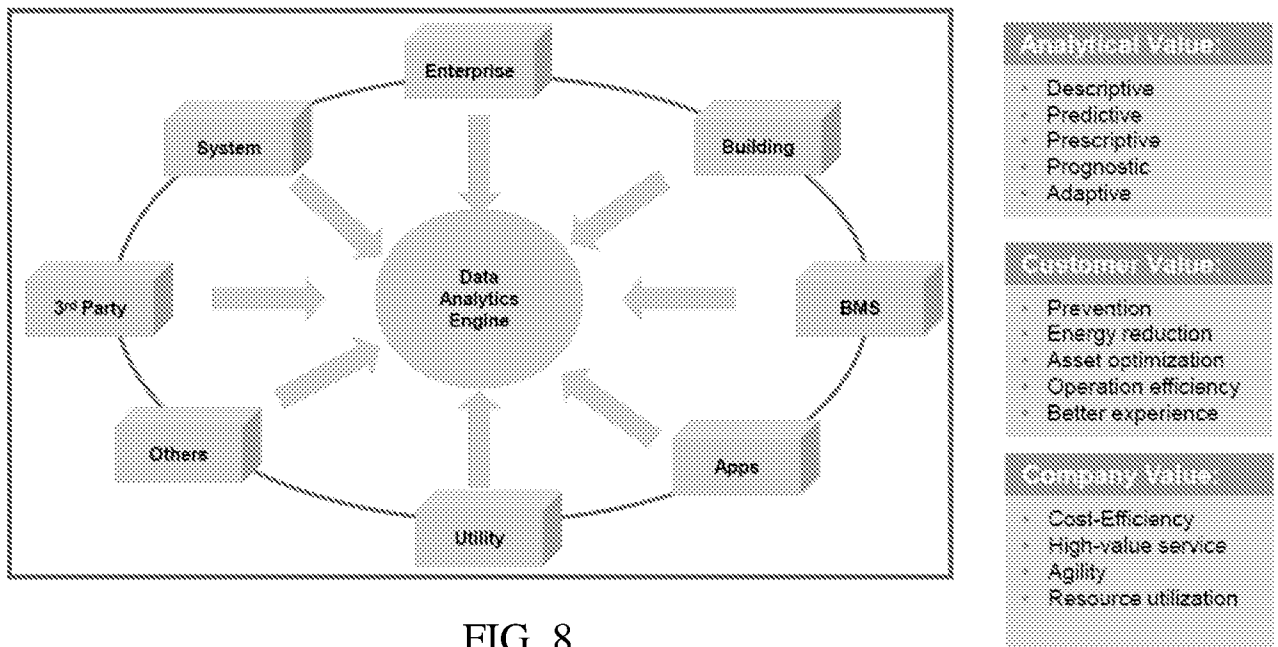 Enterprise
System
Building
3rd Party
Data
Analytics
Engine
BMS
Others
Apps
Utility
FIG. 8
Analytical Value
Descriptive
Predictive
Prescriptive
Prognostic
Adaptive
Customer Value
Prevention
Energy reduction
Asset optimization
Operation efficiency
Better experience
Company Value
Cost-Efficiency
High-value service
Agility
Resource utilization